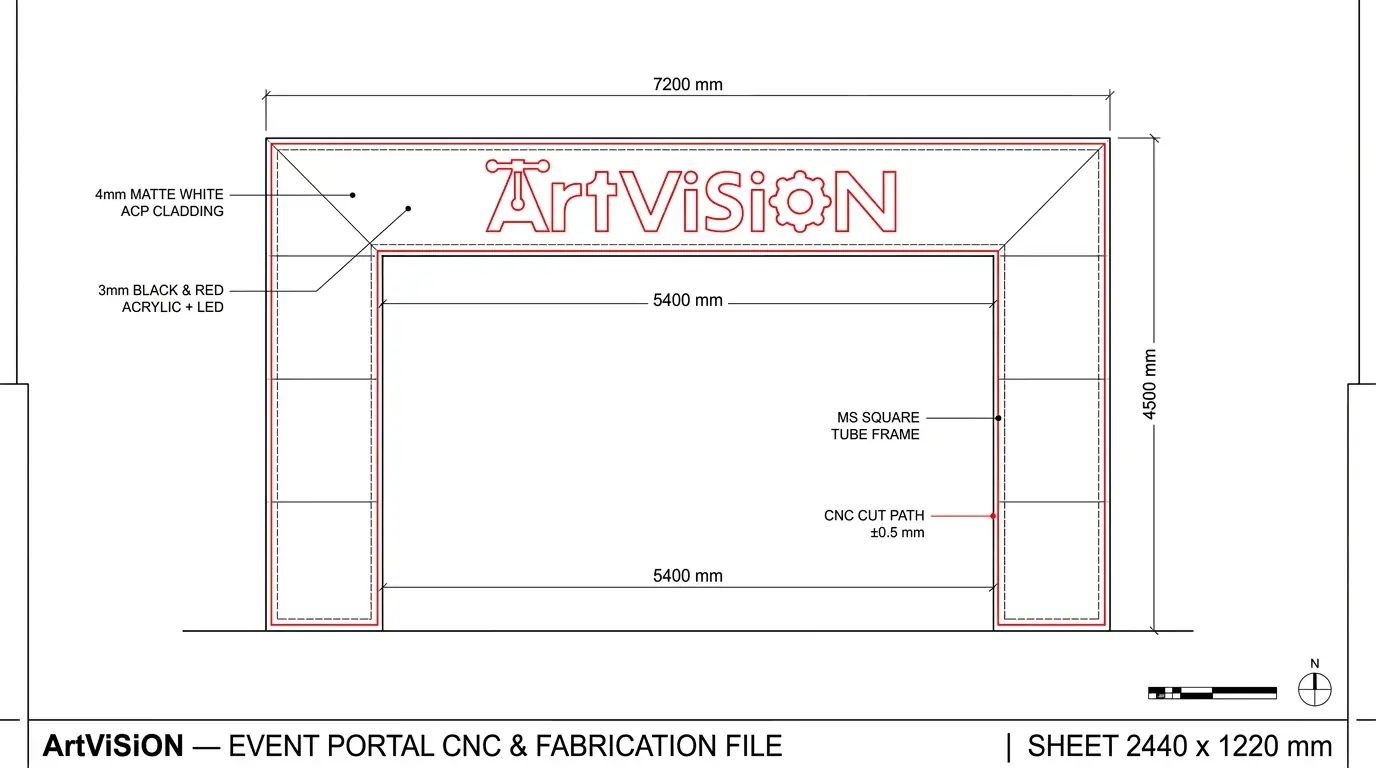 7200 mm
ArtViSiON
4mm MATTE WHITE
ACP CLADDING
3mm BLACK & RED
ACRYLIC + LED
5400 mm
4500 mm
MS SQUARE
TUBE FRAME
CNC CUT PATH
±0.5 mm
5400 mm
N
ArtViSiON — EVENT PORTAL CNC & FABRICATION FILE
| SHEET 2440 x 1220 mm